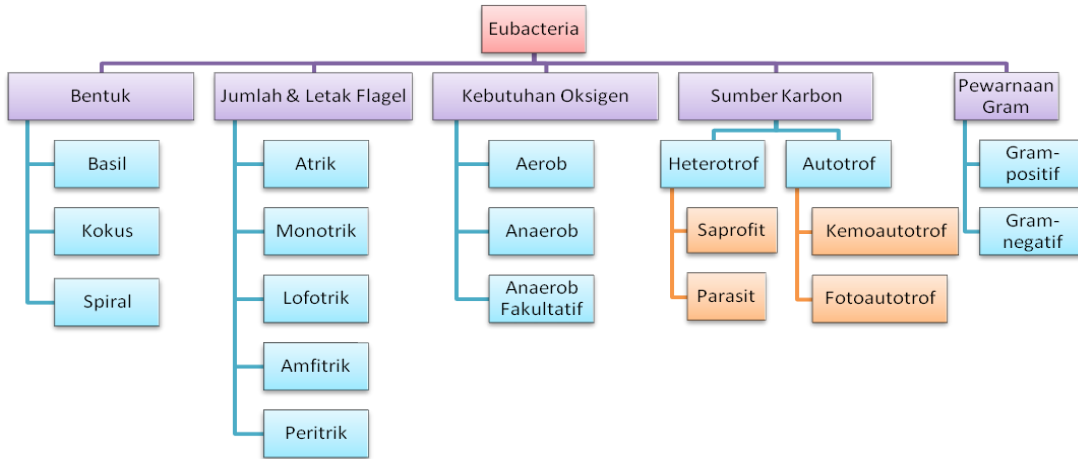 Eubacteria
Bentuk
Jumlah & Letak Flagel
Kebutuhan Oksigen
Sumber Karbon
Pewarnaan
Gram
Basil
Kokus
Spiral
Atrik
Monotrik
Lofotrik
Amfitrik
Peritrik
Aerob
Anaerob
Anaerob
Fakultatif
Heterotrof
Saprofit
Parasit
Autotrof
Kemoautotrof
Fotoautotrof
Gram-
positif
Gram-
negatif